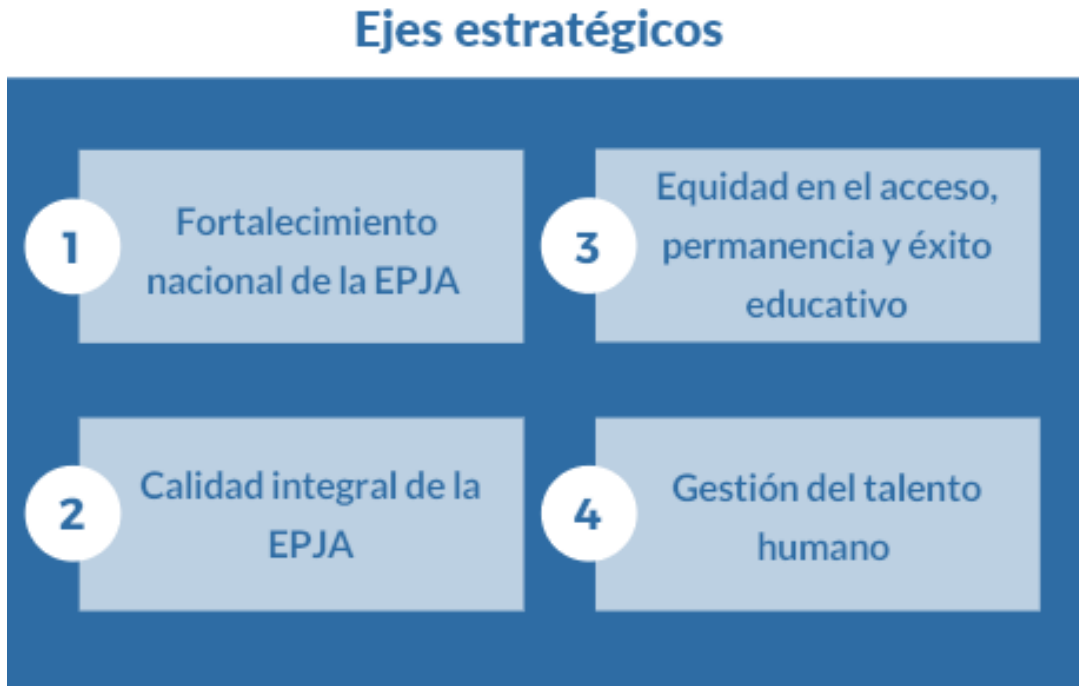 Ejes estratégicos
1
Fortalecimiento
nacional de la EPJA
2
Calidad integral de la
EPJA
3
Equidad en el acceso,
permanencia y éxito
educativo
4
Gestión del talento
humano